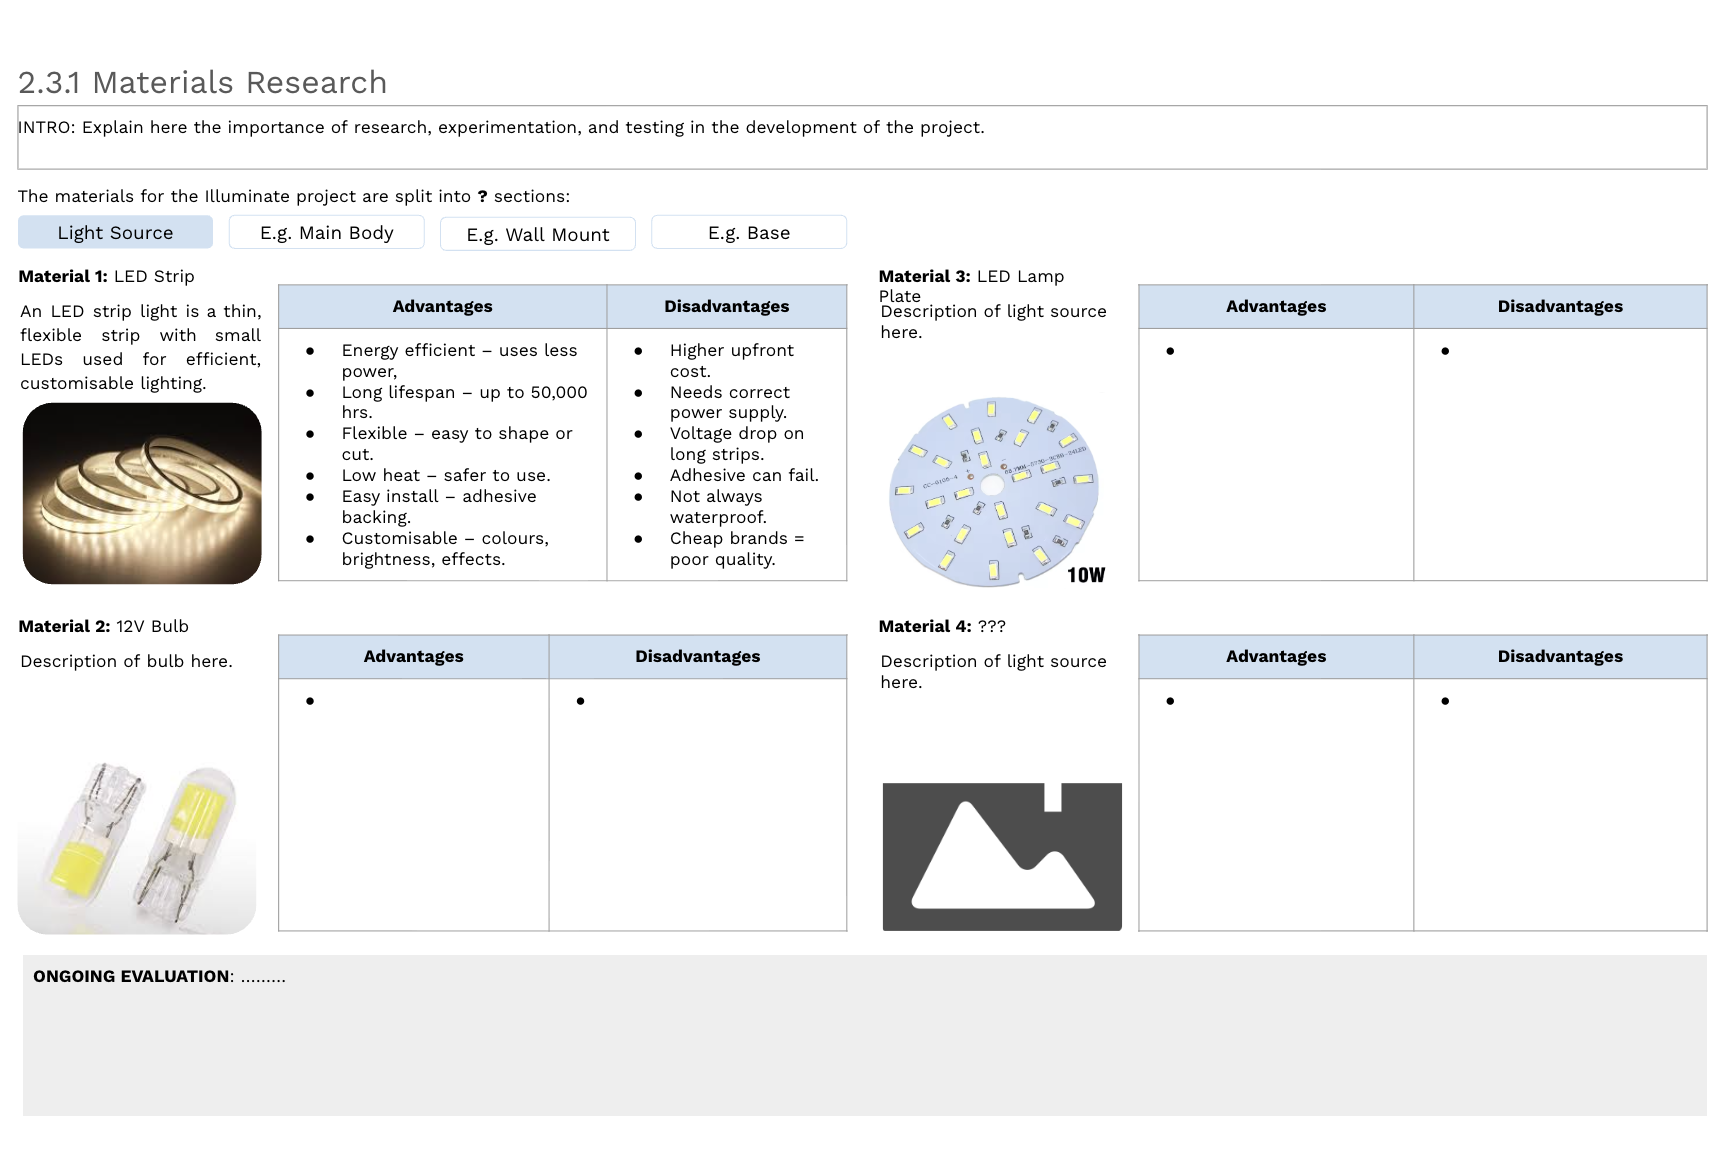 2.3.1 Materials Research
INTRO: Explain here the importance of research, experimentation, and testing in the development of the project.
The materials for the Illuminate project are split into ? sections:
Light Source
E.g. Main Body
E.g. Wall Mount
E.g. Base
Material 1: LED Strip
An LED strip light is a thin,
flexible strip with small
LEDs used for efficient,
customisable lighting.
Advantages
Disadvantages
● Energy efficient – uses less
power,
● Long lifespan – up to 50,000
hrs.
● Flexible – easy to shape or
cut.
● Low heat – safer to use.
● Easy install – adhesive
backing.
● Customisable – colours,
brightness, effects.
● Higher upfront
cost.
● Needs correct
power supply.
● Voltage drop on
long strips.
● Adhesive can fail.
● Not always
waterproof.
● Cheap brands =
poor quality.
Material 2: 12V Bulb
Description of bulb here.
Advantages
Disadvantages
●
●
Material 3: LED Lamp
Plate
Description of light source
here.
10W
Advantages
Disadvantages
●
●
Material 4: ???
Description of light source
here.
Advantages
Disadvantages
●
●
ONGOING EVALUATION: .........